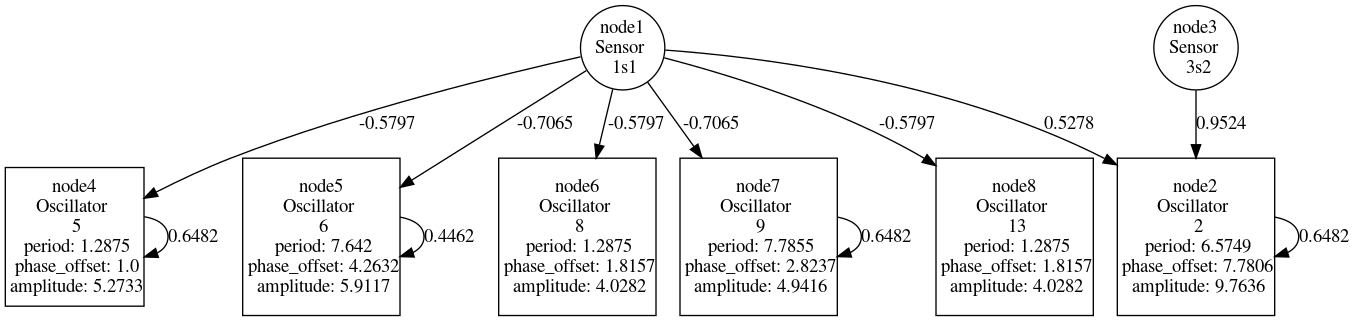 node1
Sensor
1s1
node3
Sensor
3s2
-0.5797
-0.7065
-0.5797
-0.7065
-0.5797
0.5278
0.9524
node4
Oscillator
5
period: 1.2875
phase_offset: 1.0
amplitude: 5.2733
0.6482
node5
Oscillator
6
period: 7.642
phase_offset: 4.2632
amplitude: 5.9117
0.4462
node6
Oscillator
8
period: 1.2875
phase_offset: 1.8157
amplitude: 4.0282
node7
Oscillator
9
period: 7.7855
phase_offset: 2.8237
amplitude: 4.9416
0.6482
node8
Oscillator
13
period: 1.2875
phase_offset: 1.8157
amplitude: 4.0282
node2
Oscillator
2
period: 6.5749
phase_offset: 7.7806
amplitude: 9.7636
0.6482